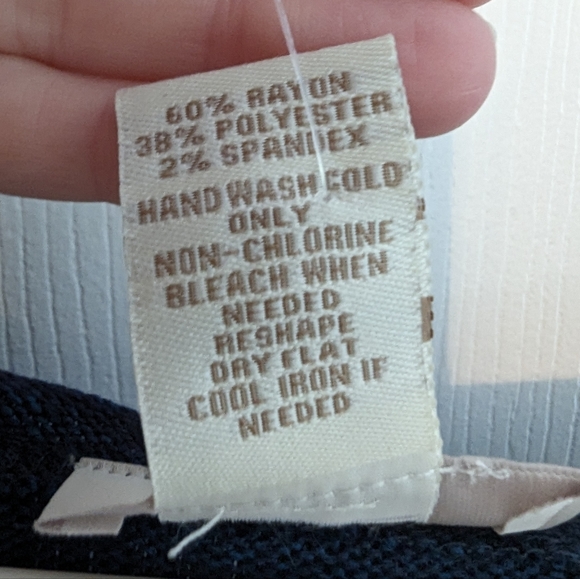 60% RAYON
38% POLYESTER
2% SPANDEX
HAND WASH COLD
ONLY
NON-CHLORINE
BLEACH WHEN
NEEDED
RESHAPE
DRY FLAT
COOL IRON IF
NEEDED